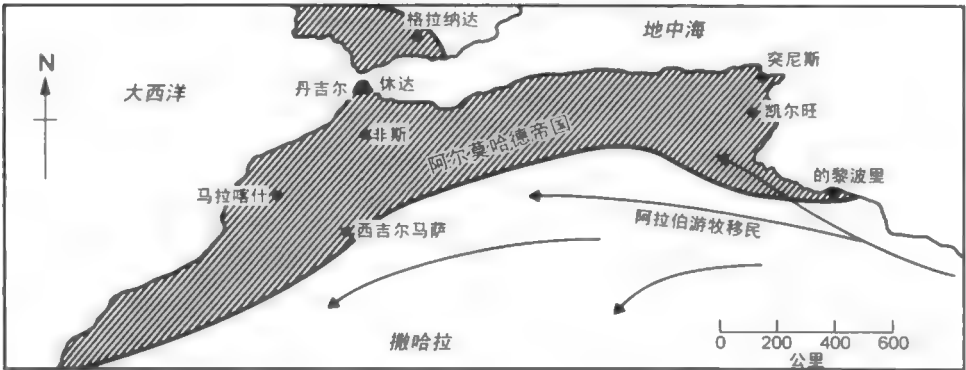 格拉纳达
地中海
N
大西洋
丹吉尔
休达
突尼斯
凯尔旺
非斯
阿尔莫哈德帝国
马拉喀什
的黎波里
西吉尔马萨
阿拉伯游牧移民
撒哈拉
0 200 400 600
公里